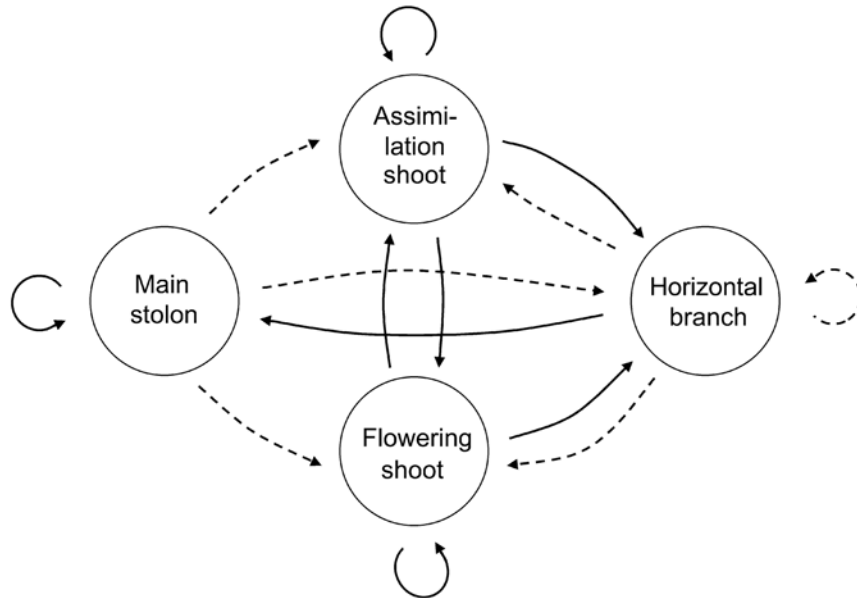 Assimi-
lation
shoot
Main
stolon
Horizontal
branch
Flowering
shoot